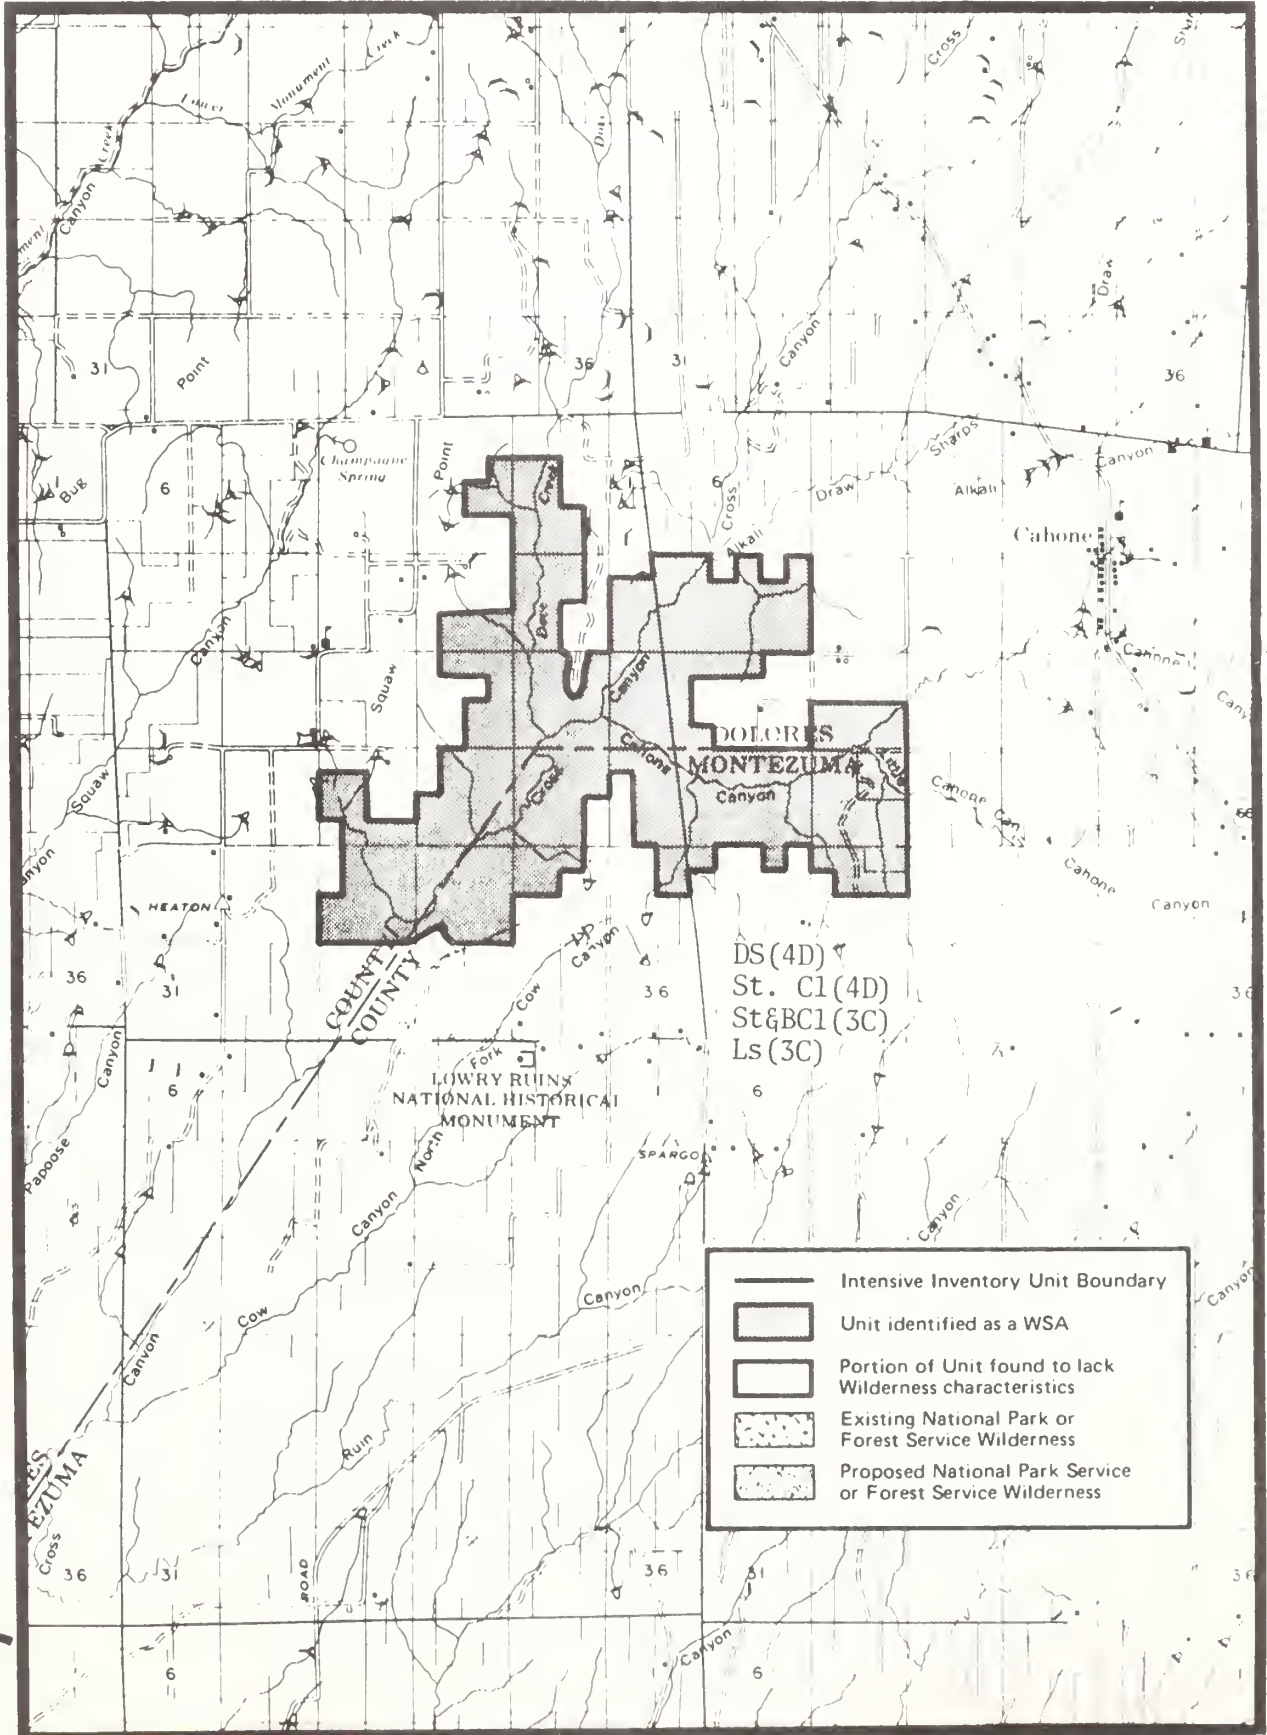 Lower
Monument
Creek
Creek
Canyon
Cross
Dove
Draw
Canyon
31
Point
36
31
36
Champagne
Spring
Point
Bug
6
6
Creek
Cross
Draw
Sharps
Canyon
Alkali
Alkali
Cahone
Dove
Canyon
Canyon
Squaw
Squaw
Cahone
DOLORES
MONTEZUMA
Canyon
Cross
Little
Cahone
Cahone
Canyon
Canyon
HEATON
36
31
COUNTY
COUNTY
Canyon
Cow
36
DS(4D)
St. Cl(4D)
St&BCl(3C)
Ls(3C)
36
Canyon
Papoose
6
Fork
LOWRY RUINS
NATIONAL HISTORICAL
MONUMENT
North
1
6
SPARGO
Canyon
Canyon
Cow
Canyon
Canyon
Canyon
Ruin
Cross
36
31
ROAD
36
31
36
6
Canyon
6
Intensive Inventory Unit Boundary
Unit identified as a WSA
Portion of Unit found to lack
Wilderness characteristics
Existing National Park or
Forest Service Wilderness
Proposed National Park Service
or Forest Service Wilderness